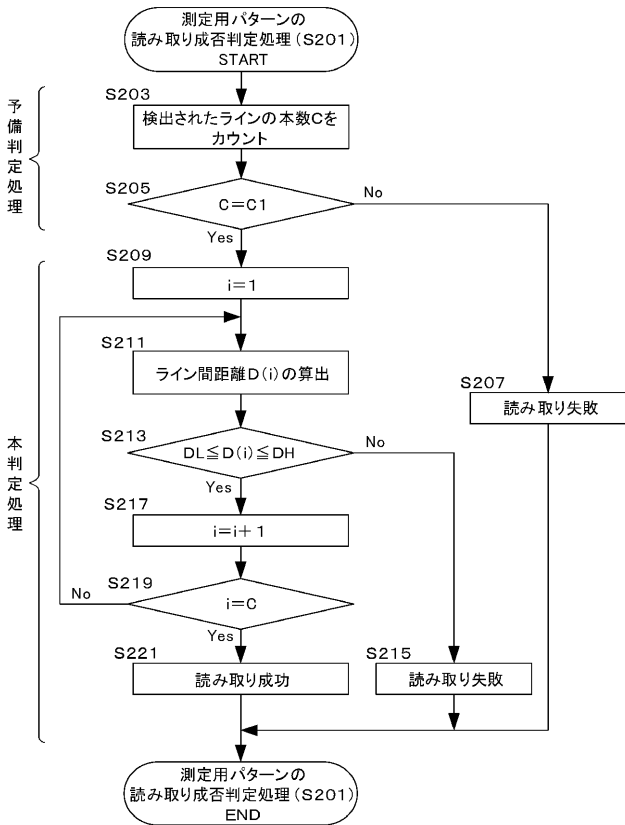 測定用パターンの
読み取り成否判定処理(S201)
START
予備判定処理
S203
検出されたラインの本数Cを
カウント
S205
C=C1
No
Yes
S209
i=1
S211
ライン間距離D(i)の算出
S207
読み取り失敗
本判定処理
S213
DL≦D(i)≦DH
No
Yes
S217
i=i+1
S219
i=C
No
Yes
S221
読み取り成功
S215
読み取り失敗
測定用パターンの
読み取り成否判定処理(S201)
END